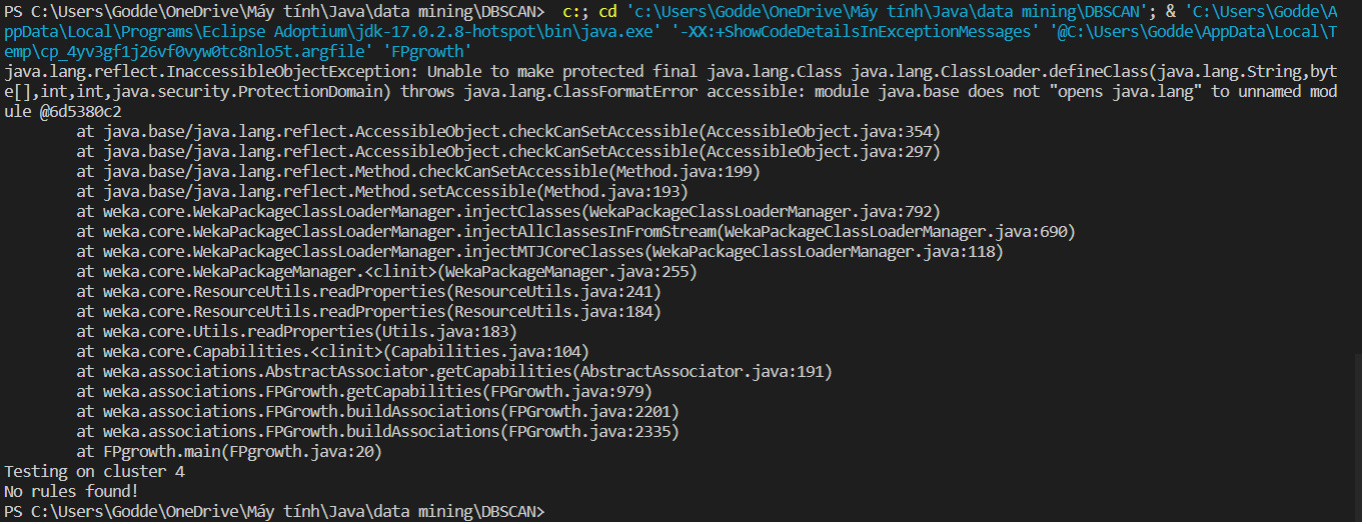 PS C:\Users\Godde\OneDrive\Máy tính\Java\data mining\DBSCAN>  c:; cd 'c:\Users\Godde\OneDrive\Máy tính\Java\data mining\DBSCAN'; & 'C:\Users\Godde\A
ppData\Local\Programs\Eclipse Adoptium\jdk-17.0.2.8-hotspot\bin\java.exe' '-XX:+ShowCodeDetailsInExceptionMessages' '@C:\Users\Godde\AppData\Local\T
emp\cp_4yv3gf1j26vf0vyw0tc8nlo5t.argfile' 'FPgrowth'
java.lang.reflect.InaccessibleObjectException: Unable to make protected final java.lang.Class java.lang.ClassLoader.defineClass(java.lang.String,byt
e[],int,int,java.security.ProtectionDomain) throws java.lang.ClassFormatError accessible: module java.base does not "opens java.lang" to unnamed mod
ule @6d5380c2
        at java.base/java.lang.reflect.AccessibleObject.checkCanSetAccessible(AccessibleObject.java:354)
        at java.base/java.lang.reflect.AccessibleObject.checkCanSetAccessible(AccessibleObject.java:297)
        at java.base/java.lang.reflect.Method.checkCanSetAccessible(Method.java:199)
        at java.base/java.lang.reflect.Method.setAccessible(Method.java:193)
        at weka.core.WekaPackageClassLoaderManager.injectClasses(WekaPackageClassLoaderManager.java:792)
        at weka.core.WekaPackageClassLoaderManager.injectAllClassesInFromStream(WekaPackageClassLoaderManager.java:690)
        at weka.core.WekaPackageClassLoaderManager.injectMTJCoreClasses(WekaPackageClassLoaderManager.java:118)
        at weka.core.WekaPackageManager.<clinit>(WekaPackageManager.java:255)
        at weka.core.ResourceUtils.readProperties(ResourceUtils.java:241)
        at weka.core.ResourceUtils.readProperties(ResourceUtils.java:184)
        at weka.core.Utils.readProperties(Utils.java:183)
        at weka.core.Capabilities.<clinit>(Capabilities.java:104)
        at weka.associations.AbstractAssociator.getCapabilities(AbstractAssociator.java:191)
        at weka.associations.FPGrowth.getCapabilities(FPGrowth.java:979)
        at weka.associations.FPGrowth.buildAssociations(FPGrowth.java:2201)
        at weka.associations.FPGrowth.buildAssociations(FPGrowth.java:2335)
        at FPgrowth.main(FPgrowth.java:20)
Testing on cluster 4
No rules found!
PS C:\Users\Godde\OneDrive\Máy tính\Java\data mining\DBSCAN>